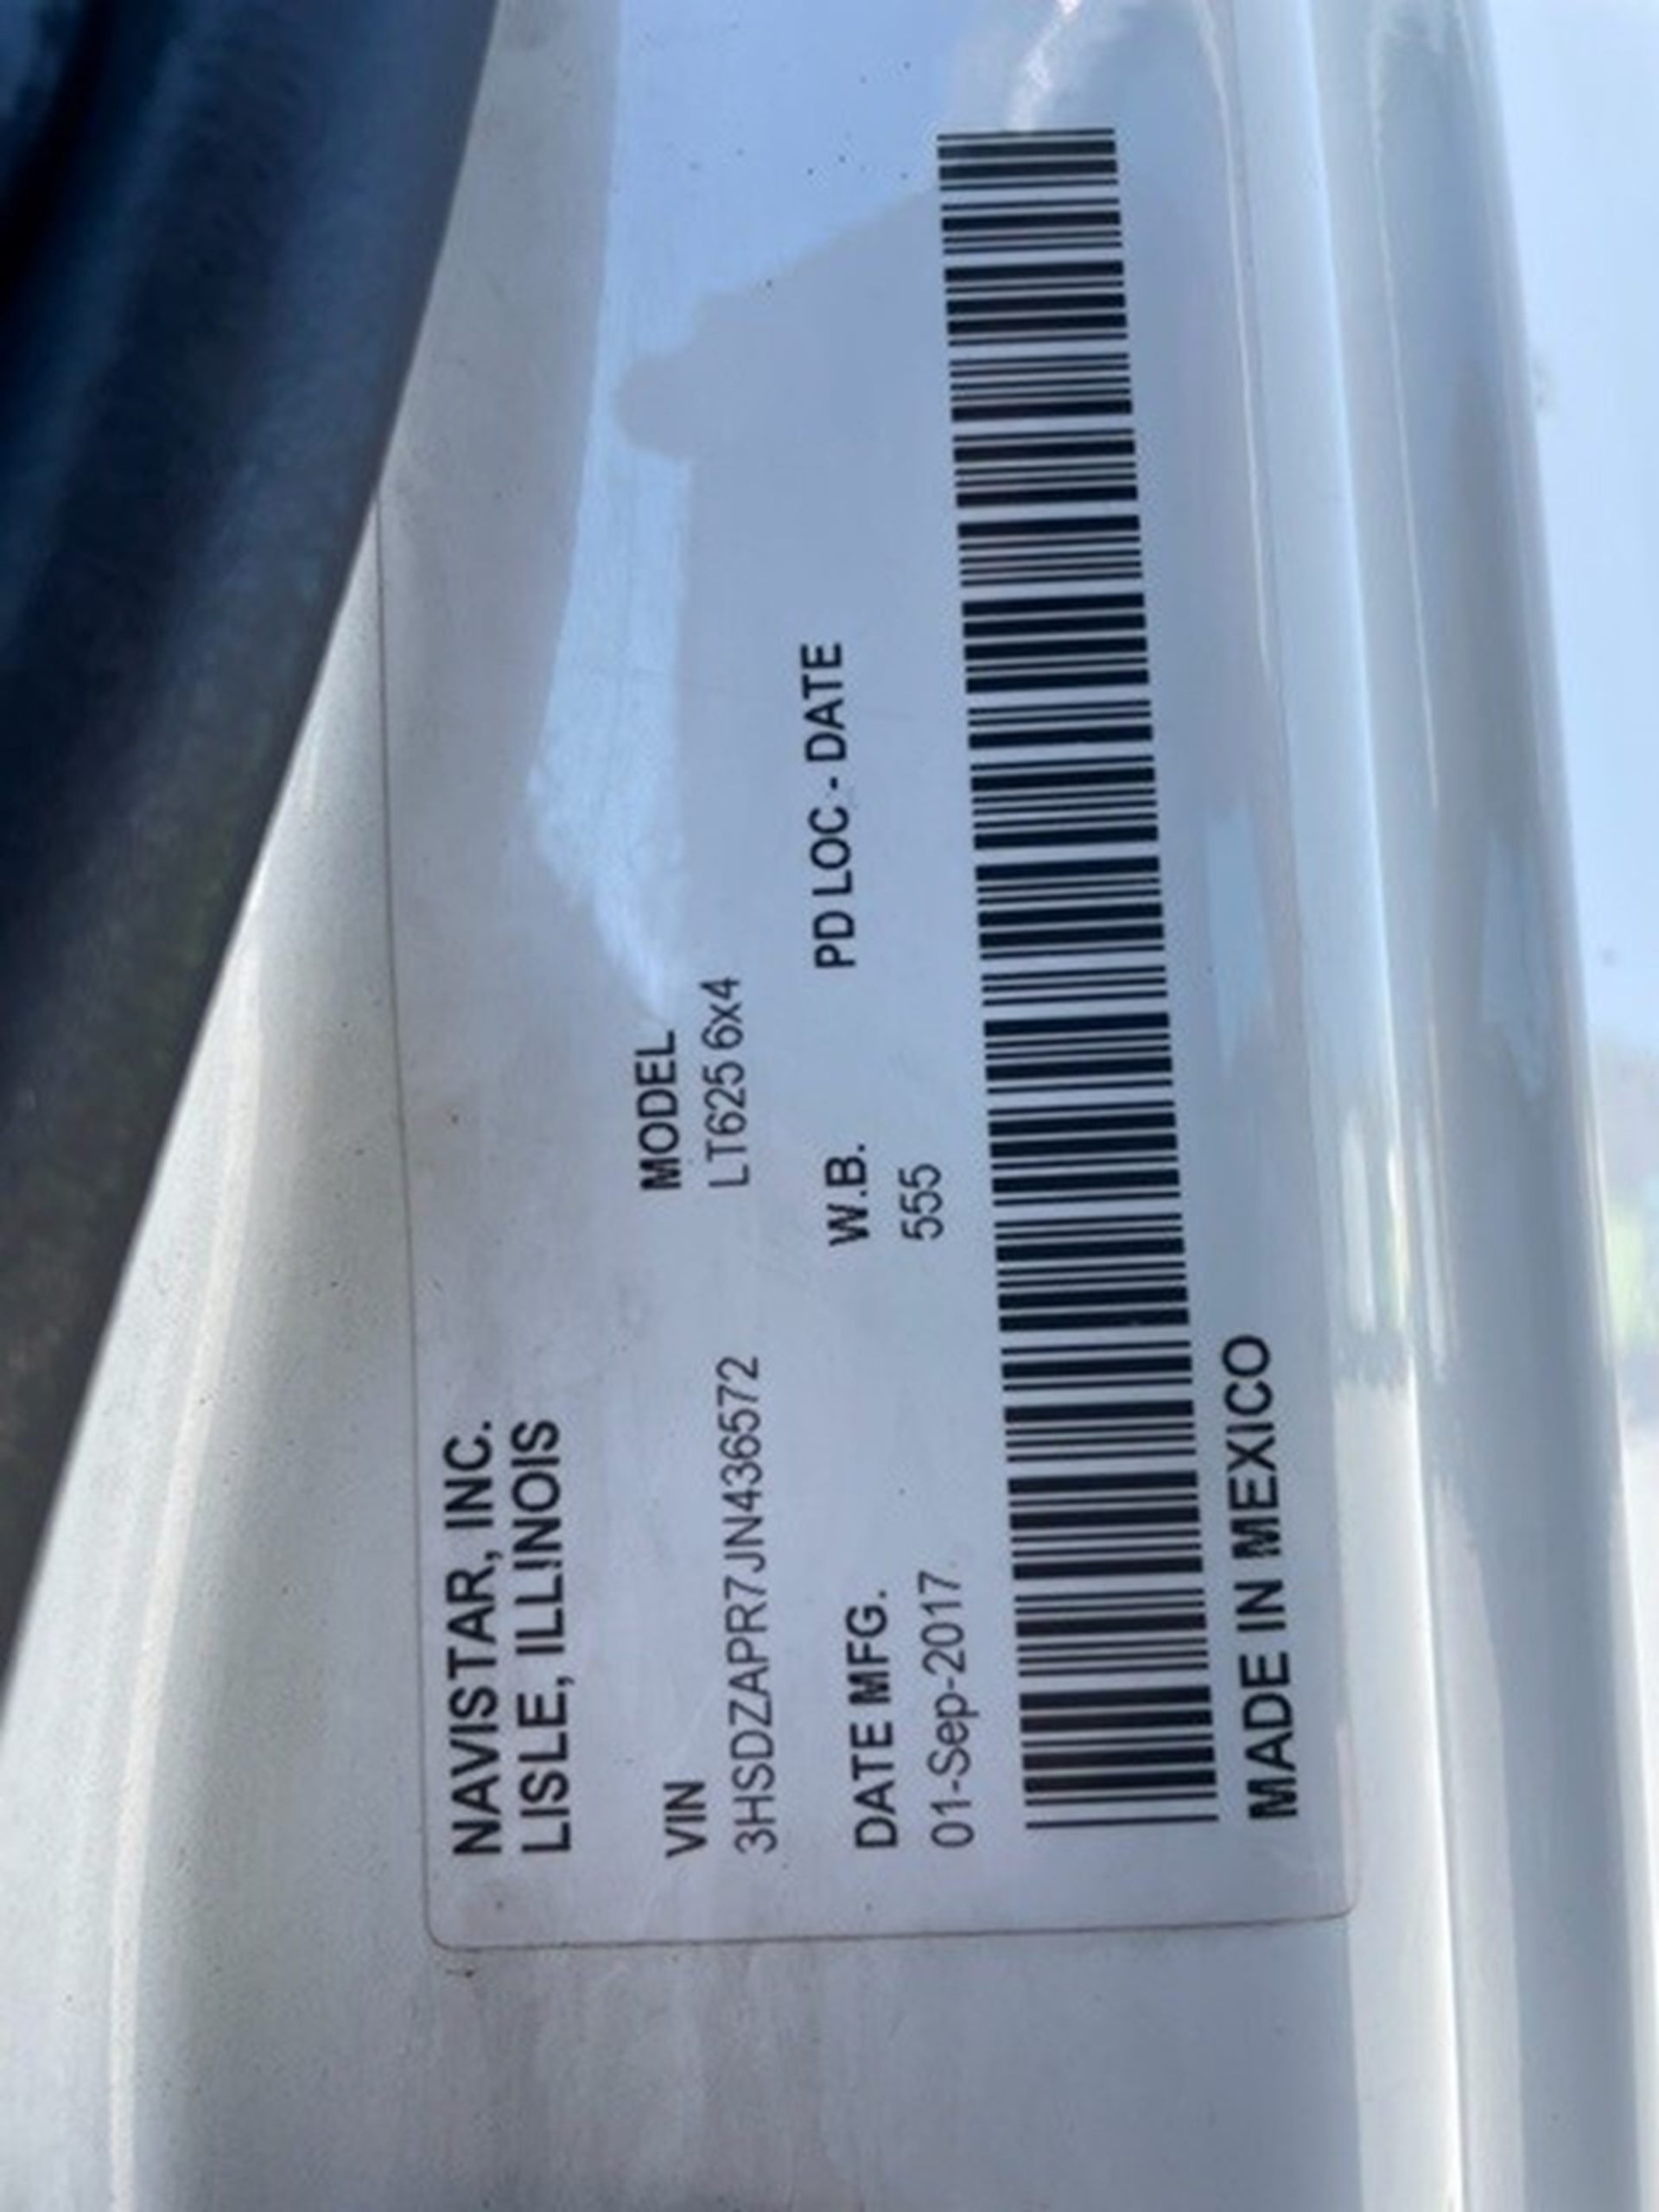 NAVISTAR, INC.
LISLE, ILLINOIS
VIN MODEL
3HSDZAPR7JN436572 LT625 6x4
DATE MFG. W.B. PD LOC - DATE
01-Sep-2017 555
MADE IN MEXICO